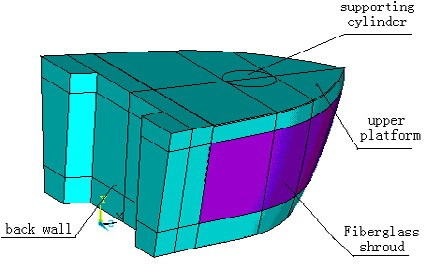 supporting
cylindcr
upper
platform
back wall
Fiberglass
shroud